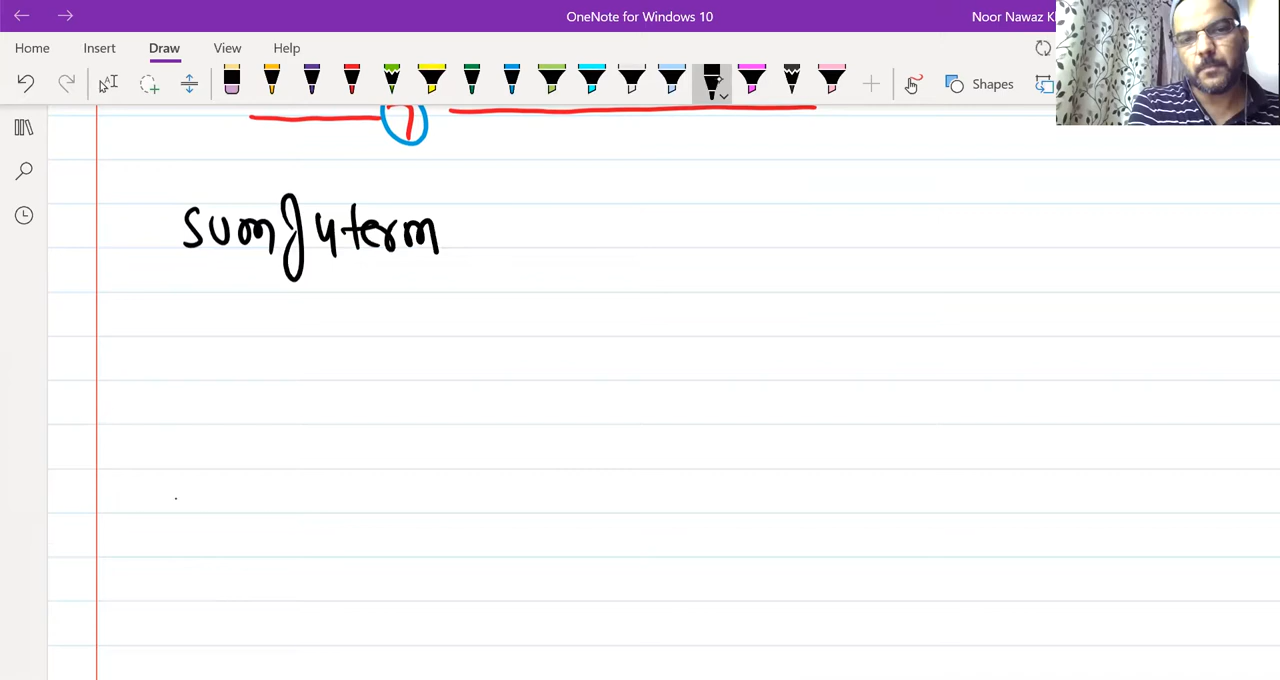 OneNote for Windows 10
Noor Nawaz K
Home Insert Draw View Help
Shapes
sum of 4 term